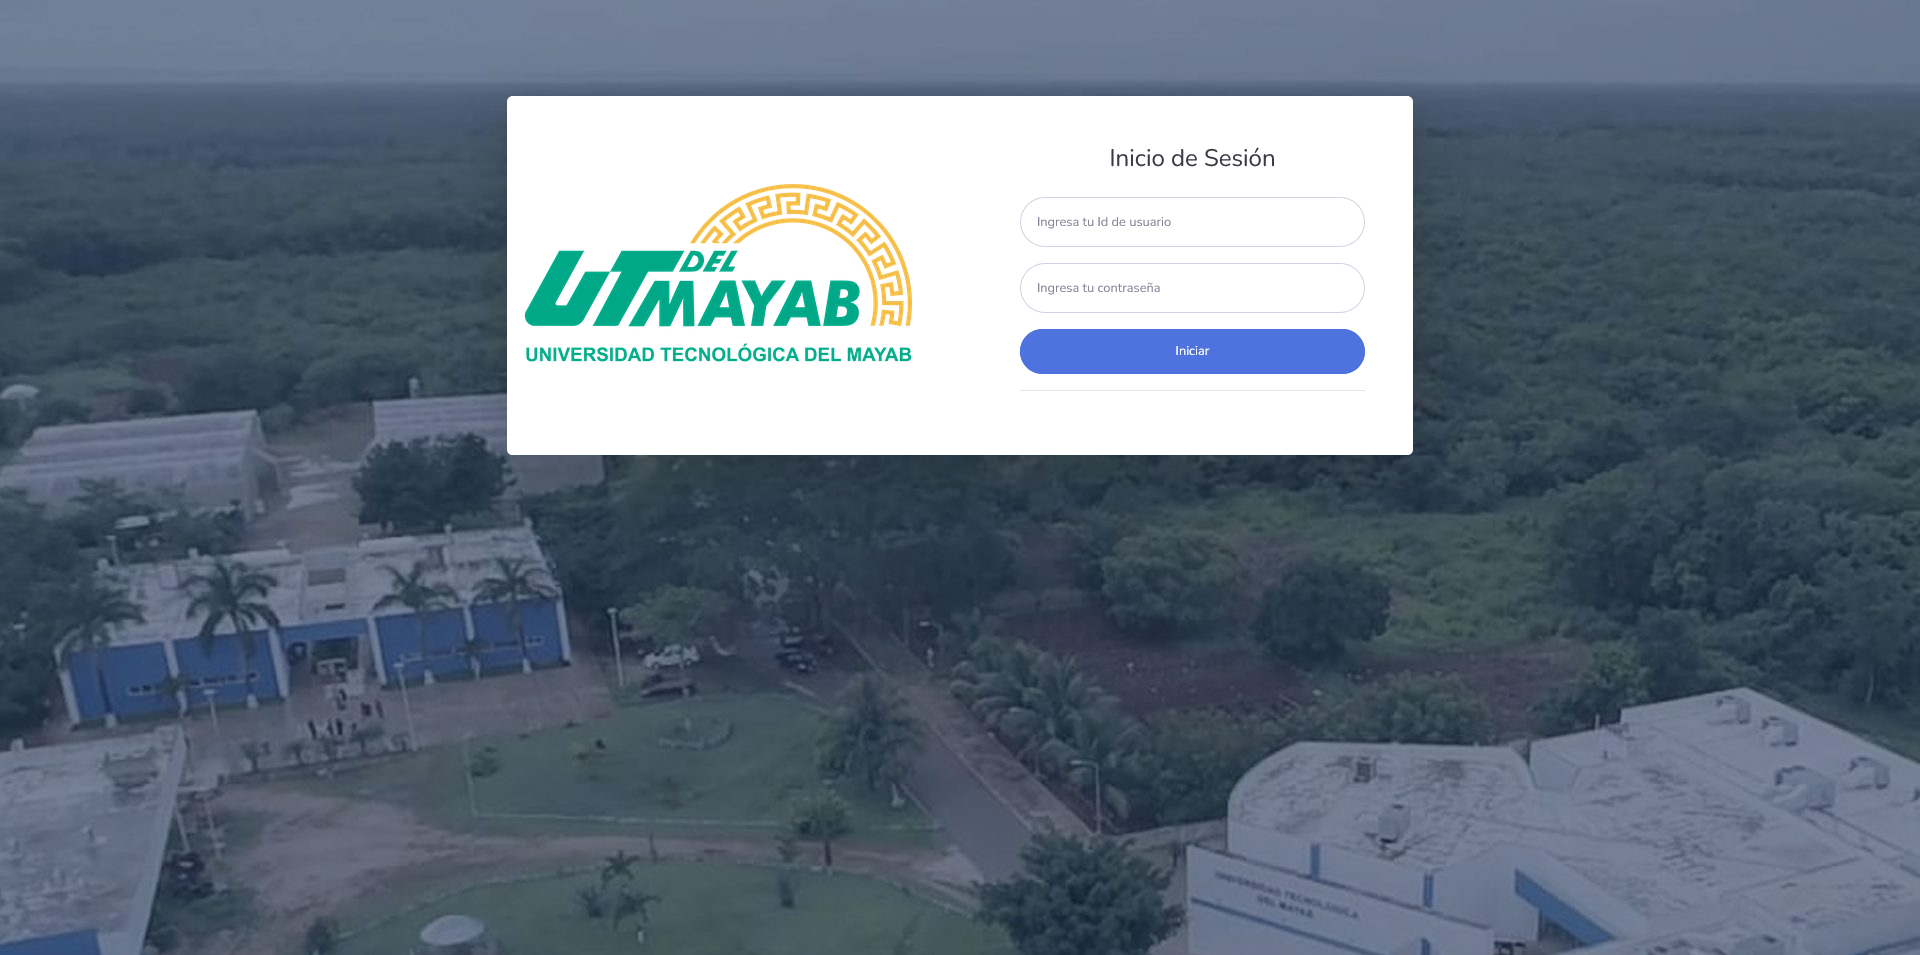 Inicio de Sesión
Ingresa tu Id de usuario
Ingresa tu contraseña
Iniciar
UT DEL
MAYAB
UNIVERSIDAD TECNOLÓGICA DEL MAYAB
UNIVERSIDAD TECNOLÓGICA
DEL MAYAB